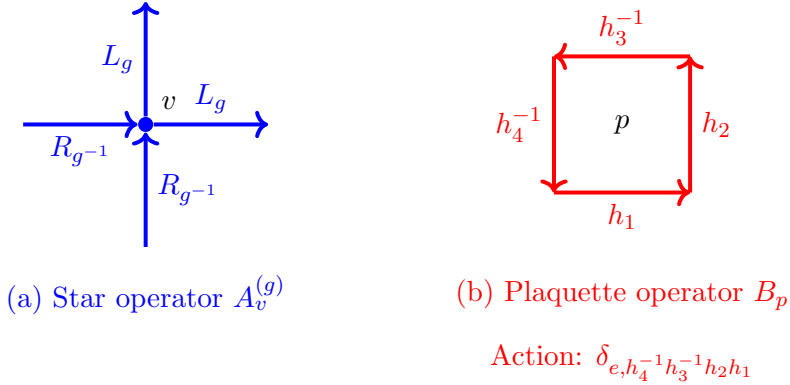 L_g
v
L_g
R_{g^{-1}}
R_{g^{-1}}
(a) Star operator A_v^{(g)}
h_3^{-1}
h_4^{-1}
p
h_2
h_1
(b) Plaquette operator B_p
Action: δ_{e,h_4^{-1}h_3^{-1}h_2h_1}